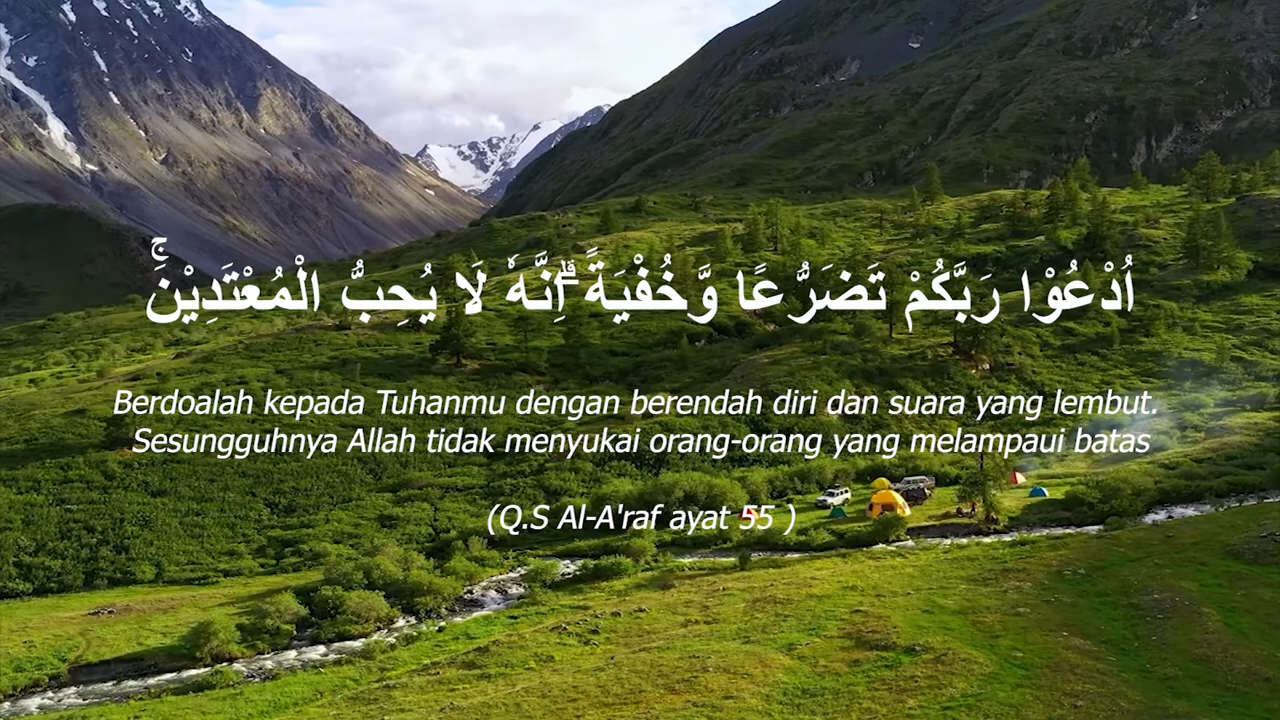 اُدْعُوْا رَبَّكُمْ تَضَرُّعًا وَّخُفْيَةً ۗاِنَّهٗ لَا يُحِبُّ الْمُعْتَدِيْنَۚ
Berdoalah kepada Tuhanmu dengan berendah diri dan suara yang lembut.
Sesungguhnya Allah tidak menyukai orang-orang yang melampaui batas
(Q.S Al-A'raf ayat 55 )